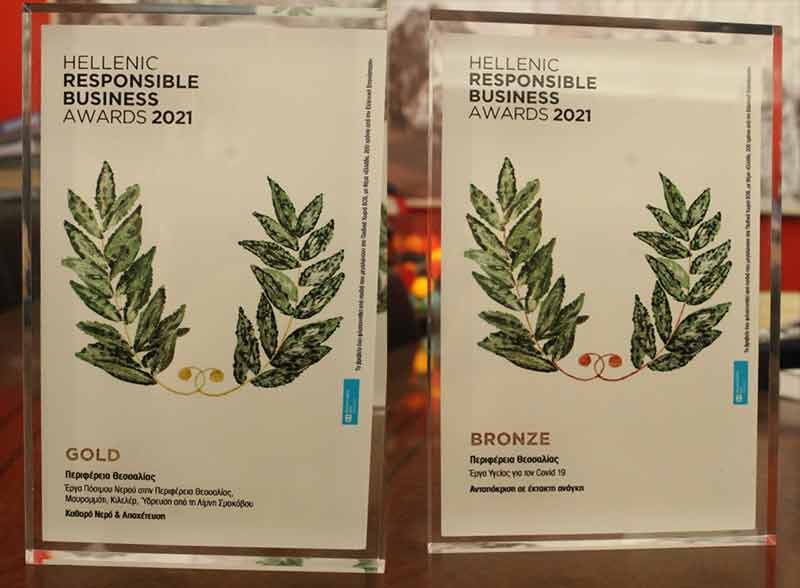 HELLENIC
RESPONSIBLE
BUSINESS
AWARDS 2021
GOLD
Περιφέρεια Θεσσαλίας
Έργα Πόσιμου Νερού στην Περιφέρεια Θεσσαλίας,
Μαυρομμάτι, Κιλελέρ, Ύδρευση από τη Λίμνη Σμοκόβου
Καθαρό Νερό & Αποχέτευση
HELLENIC
RESPONSIBLE
BUSINESS
AWARDS 2021
BRONZE
Περιφέρεια Θεσσαλίας
Έργα Υγείας για τον Covid 19
Ανταπόκριση σε έκτακτη ανάγκη